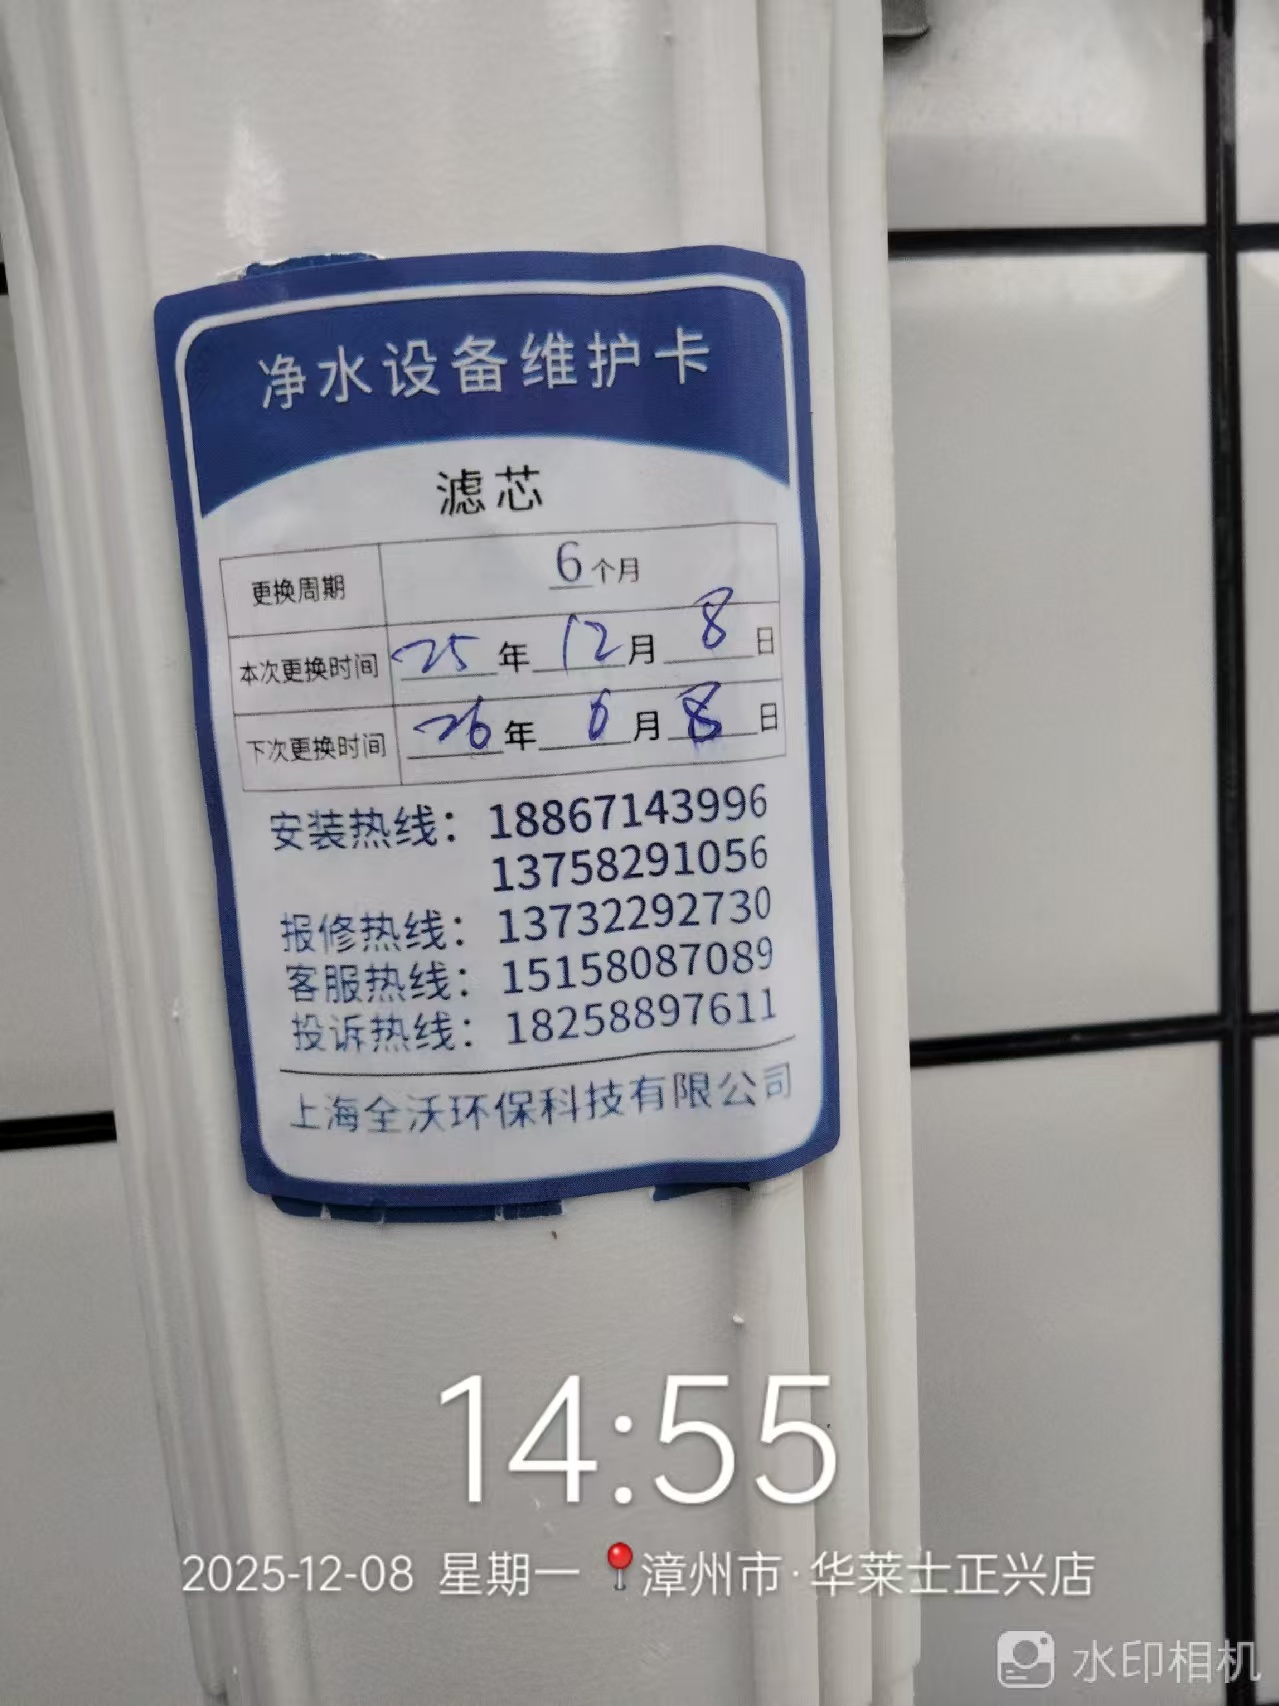 净水设备维护卡
滤芯
更换周期 6个月
本次更换时间 25年12月8日
下次更换时间 26年6月8日
安装热线：18867143996
13758291056
报修热线：13732292730
客服热线：15158087089
投诉热线：18258897611
上海全沃环保科技有限公司
14:55
2025-12-08 星期一 漳州市·华莱士正兴店
水印相机